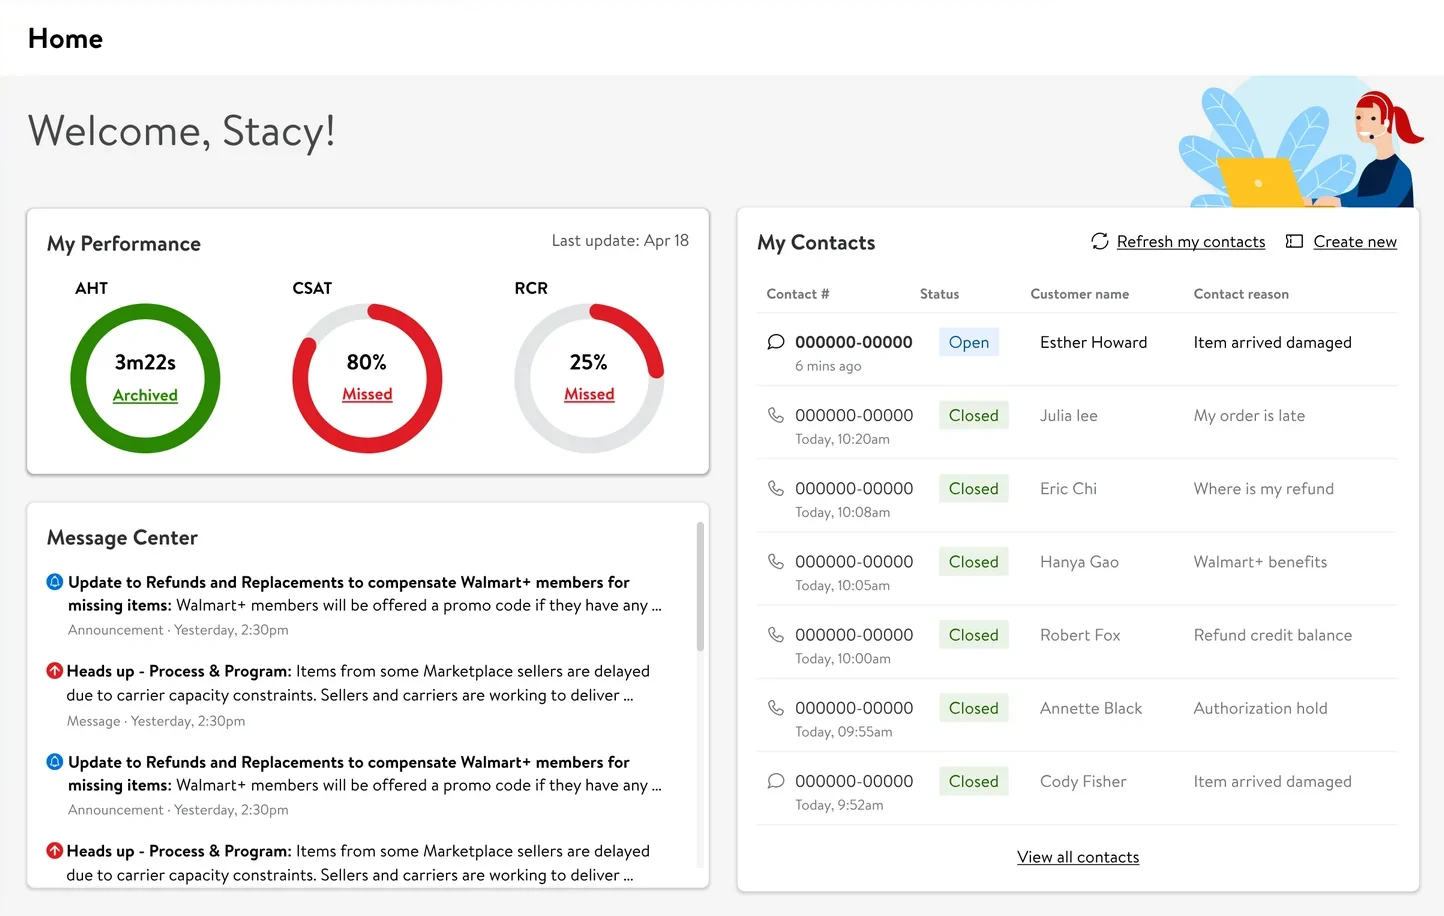 Home
Welcome, Stacy!
My Performance
Last update: Apr 18
AHT
CSAT
RCR
3m22s
Archived
80%
Missed
25%
Missed
Message Center
Update to Refunds and Replacements to compensate Walmart+ members for
missing items: Walmart+ members will be offered a promo code if they have any ...
Announcement · Yesterday, 2:30pm
Heads up - Process & Program: Items from some Marketplace sellers are delayed
due to carrier capacity constraints. Sellers and carriers are working to deliver ...
Message · Yesterday, 2:30pm
Update to Refunds and Replacements to compensate Walmart+ members for
missing items: Walmart+ members will be offered a promo code if they have any ...
Announcement · Yesterday, 2:30pm
Heads up - Process & Program: Items from some Marketplace sellers are delayed
due to carrier capacity constraints. Sellers and carriers are working to deliver ...
My Contacts
Refresh my contacts
Create new
Contact # Status Customer name Contact reason
000000-00000 Open Esther Howard Item arrived damaged
6 mins ago
000000-00000 Closed Julia lee My order is late
Today, 10:20am
000000-00000 Closed Eric Chi Where is my refund
Today, 10:08am
000000-00000 Closed Hanya Gao Walmart+ benefits
Today, 10:05am
000000-00000 Closed Robert Fox Refund credit balance
Today, 10:00am
000000-00000 Closed Annette Black Authorization hold
Today, 09:55am
000000-00000 Closed Cody Fisher Item arrived damaged
Today, 9:52am
View all contacts